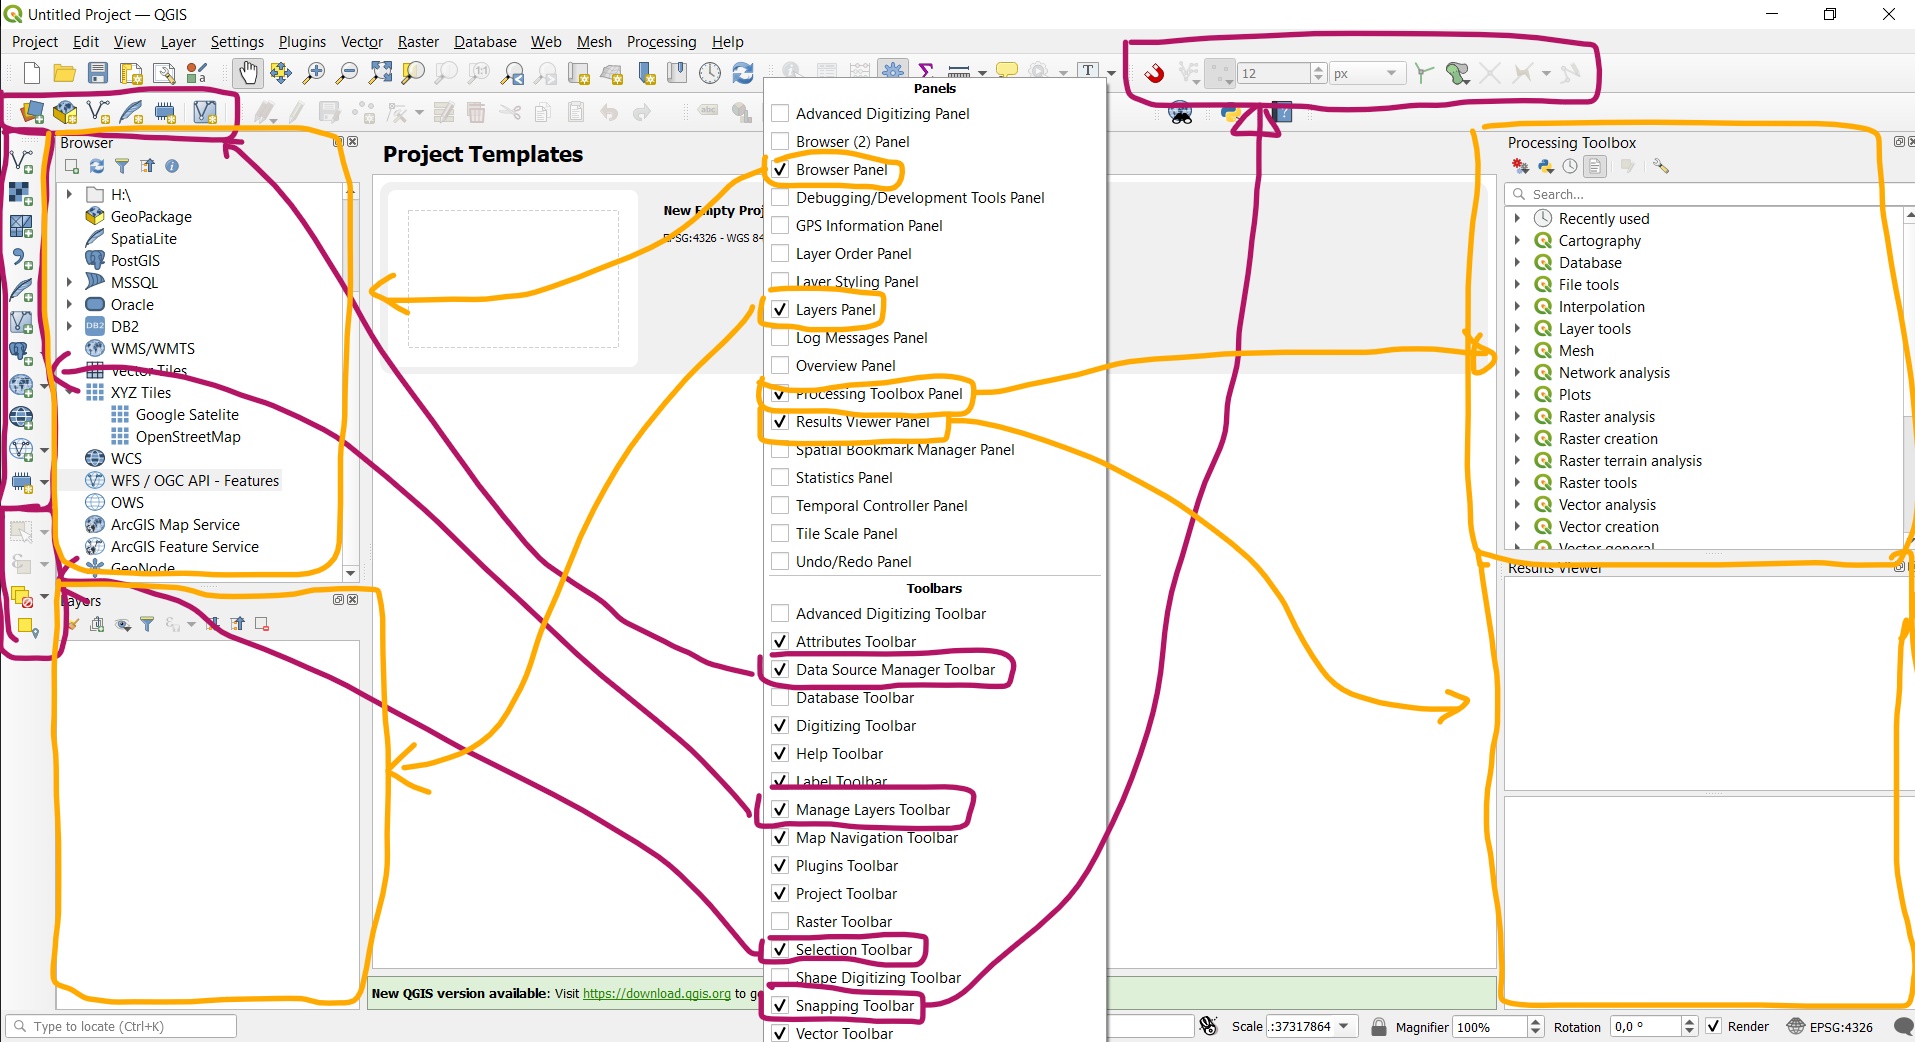 Untitled Project — QGIS
Project Edit View Layer Settings Plugins Vector Raster Database Web Mesh Processing Help
12 px
Browser
H:\
GeoPackage
SpatiaLite
PostGIS
MSSQL
Oracle
DB2
WMS/WMTS
Vector Tiles
XYZ Tiles
Google Satelite
OpenStreetMap
WCS
WFS / OGC API - Features
OWS
ArcGIS Map Service
ArcGIS Feature Service
GeoNode
Layers
Project Templates
New Empty Proj
EPSG:4326 - WGS 84
New QGIS version available: Visit https://download.qgis.org to g
Panels
Advanced Digitizing Panel
Browser (2) Panel
Browser Panel
Debugging/Development Tools Panel
GPS Information Panel
Layer Order Panel
Layer Styling Panel
Layers Panel
Log Messages Panel
Overview Panel
Processing Toolbox Panel
Results Viewer Panel
Spatial Bookmark Manager Panel
Statistics Panel
Temporal Controller Panel
Tile Scale Panel
Undo/Redo Panel
Toolbars
Advanced Digitizing Toolbar
Attributes Toolbar
Data Source Manager Toolbar
Database Toolbar
Digitizing Toolbar
Help Toolbar
Label Toolbar
Manage Layers Toolbar
Map Navigation Toolbar
Plugins Toolbar
Project Toolbar
Raster Toolbar
Selection Toolbar
Shape Digitizing Toolbar
Snapping Toolbar
Vector Toolbar
Processing Toolbox
Search...
Recently used
Cartography
Database
File tools
Interpolation
Layer tools
Mesh
Network analysis
Plots
Raster analysis
Raster creation
Raster terrain analysis
Raster tools
Vector analysis
Vector creation
Vector general
Results Viewer
Type to locate (Ctrl+K)
Scale :37317864 Magnifier 100% Rotation 0,0 ° Render EPSG:4326